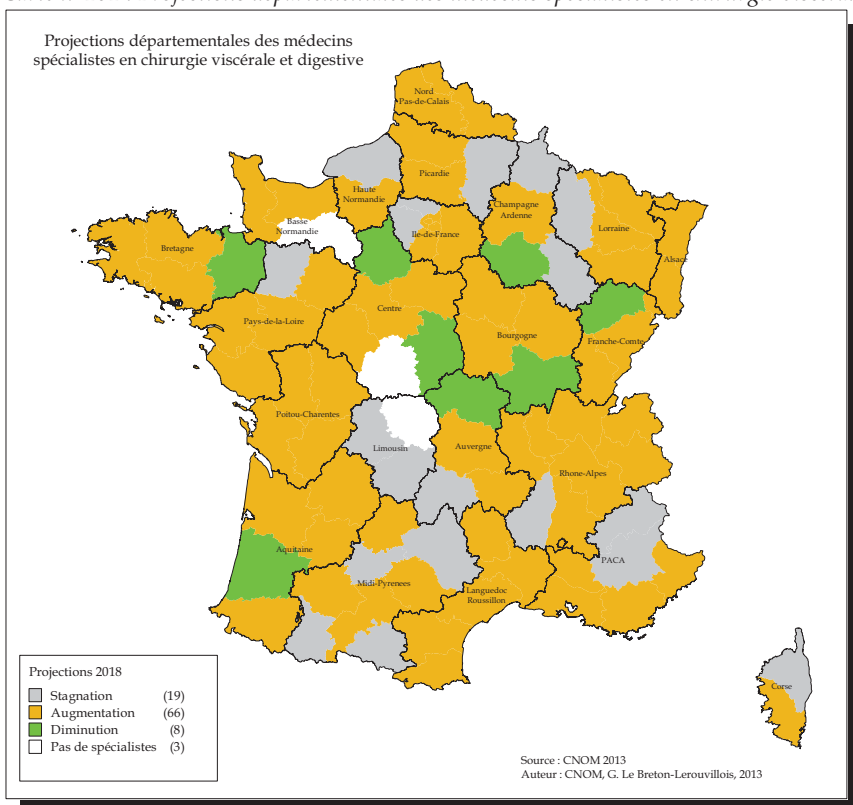 Projections départementales des médecins
spécialistes en chirurgie viscérale et digestive
Nord
Pas-de-Calais
Picardie
Haute
Normandie
Champagne
Ardenne
Basse
Normandie
Ile-de-France
Lorraine
Alsace
Bretagne
Centre
Pays-de-la-Loire
Bourgogne
Franche-Comte
Poitou-Charentes
Limousin
Auvergne
Rhone-Alpes
Aquitaine
PACA
Midi-Pyrenees
Languedoc
Roussillon
Corse
Projections 2018
Stagnation (19)
Augmentation (66)
Diminution (8)
Pas de spécialistes (3)
Source : CNOM 2013
Auteur : CNOM, G. Le Breton-Lerouvillois, 2013